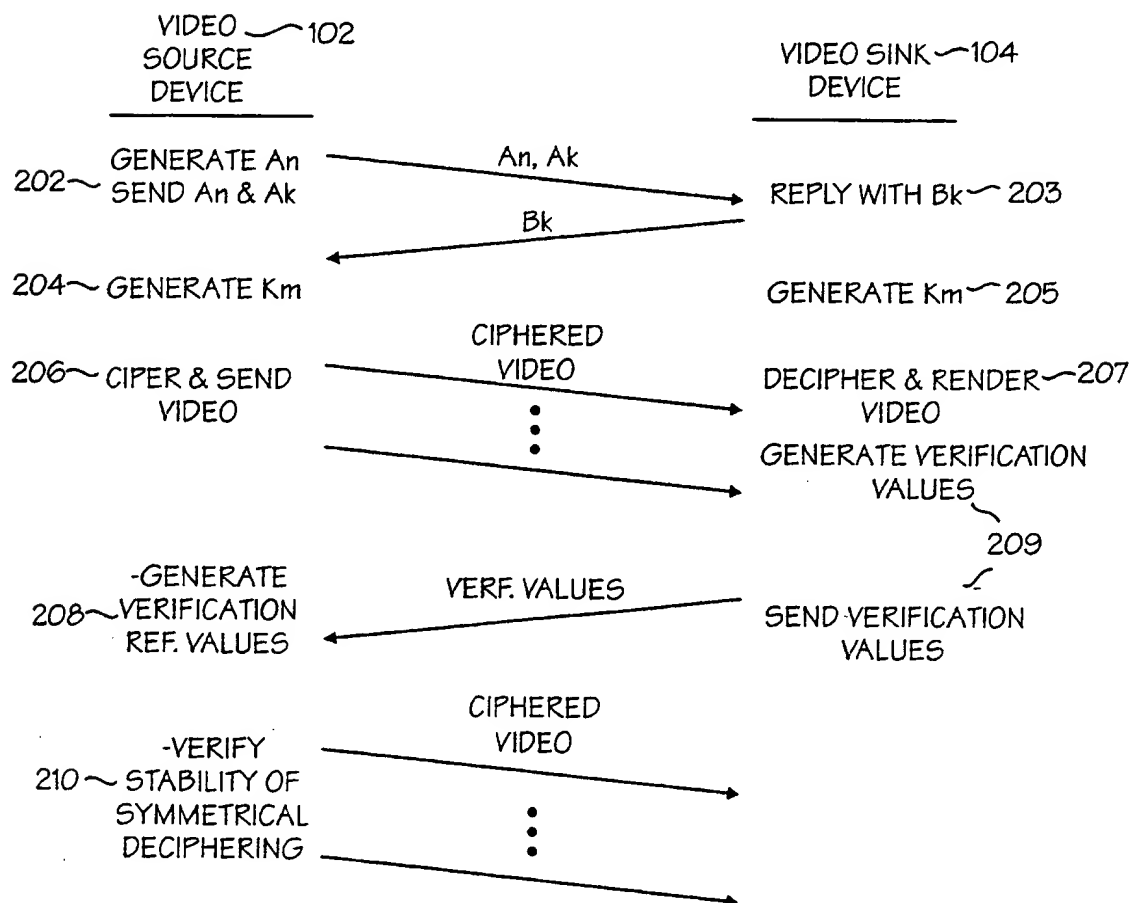 VIDEO 102
SOURCE
DEVICE
VIDEO SINK 104
DEVICE
GENERATE An
202 SEND An & Ak
An, Ak
REPLY WITH Bk 203
Bk
204 GENERATE Km
GENERATE Km 205
CIPHERED
VIDEO
206 CIPER & SEND
VIDEO
DECIPHER & RENDER 207
VIDEO
GENERATE VERIFICATION
VALUES
209
-GENERATE
208 VERIFICATION
REF. VALUES
VERF. VALUES
SEND VERIFICATION
VALUES
CIPHERED
VIDEO
-VERIFY
210 STABILITY OF
SYMMETRICAL
DECIPHERING